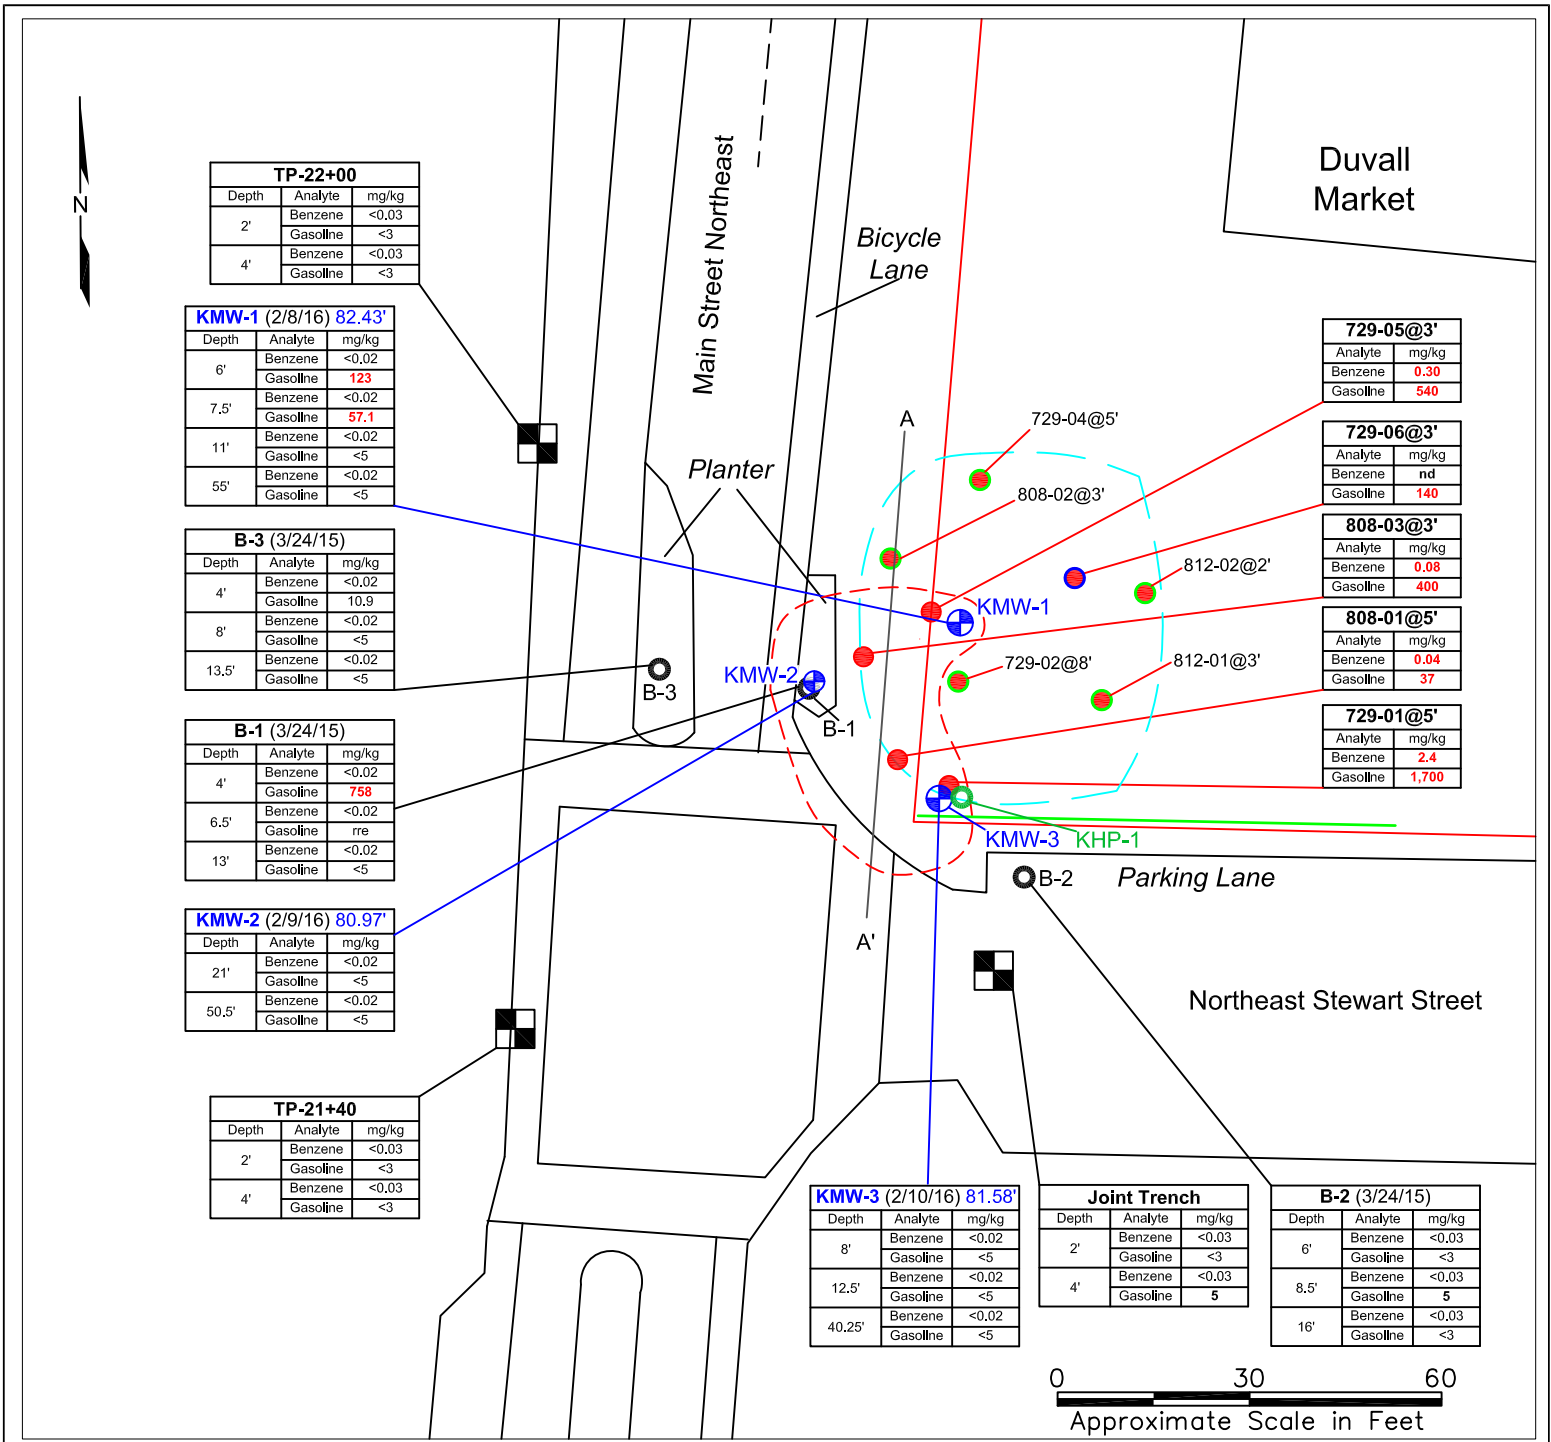 N
Duvall
Market
Main Street Northeast
Bicycle
Lane
Planter
TP-22+00
Depth Analyte mg/kg
2' Benzene <0.03
Gasoline <3
4' Benzene <0.03
Gasoline <3
KMW-1 (2/8/16) 82.43'
Depth Analyte mg/kg
6' Benzene <0.02
Gasoline 123
7.5' Benzene <0.02
Gasoline 57.1
11' Benzene <0.02
Gasoline <5
55' Benzene <0.02
Gasoline <5
B-3 (3/24/15)
Depth Analyte mg/kg
4' Benzene <0.02
Gasoline 10.9
8' Benzene <0.02
Gasoline <5
13.5' Benzene <0.02
Gasoline <5
B-1 (3/24/15)
Depth Analyte mg/kg
4' Benzene <0.02
Gasoline 758
6.5' Benzene <0.02
Gasoline rre
13' Benzene <0.02
Gasoline <5
KMW-2 (2/9/16) 80.97'
Depth Analyte mg/kg
21' Benzene <0.02
Gasoline <5
50.5' Benzene <0.02
Gasoline <5
TP-21+40
Depth Analyte mg/kg
2' Benzene <0.03
Gasoline <3
4' Benzene <0.03
Gasoline <3
A
729-04@5'
808-02@3'
812-02@2'
KMW-1
729-02@8'
812-01@3'
KMW-2
B-3
B-1
KMW-3
KHP-1
B-2
Parking Lane
A'
Northeast Stewart Street
729-05@3'
Analyte mg/kg
Benzene 0.30
Gasoline 540
729-06@3'
Analyte mg/kg
Benzene nd
Gasoline 140
808-03@3'
Analyte mg/kg
Benzene 0.08
Gasoline 400
808-01@5'
Analyte mg/kg
Benzene 0.04
Gasoline 37
729-01@5'
Analyte mg/kg
Benzene 2.4
Gasoline 1,700
KMW-3 (2/10/16) 81.58'
Depth Analyte mg/kg
8' Benzene <0.02
Gasoline <5
12.5' Benzene <0.02
Gasoline <5
40.25' Benzene <0.02
Gasoline <5
Joint Trench
Depth Analyte mg/kg
2' Benzene <0.03
Gasoline <3
4' Benzene <0.03
Gasoline 5
B-2 (3/24/15)
Depth Analyte mg/kg
6' Benzene <0.03
Gasoline <3
8.5' Benzene <0.03
Gasoline 5
16' Benzene <0.03
Gasoline <3
0 30 60
Approximate Scale in Feet